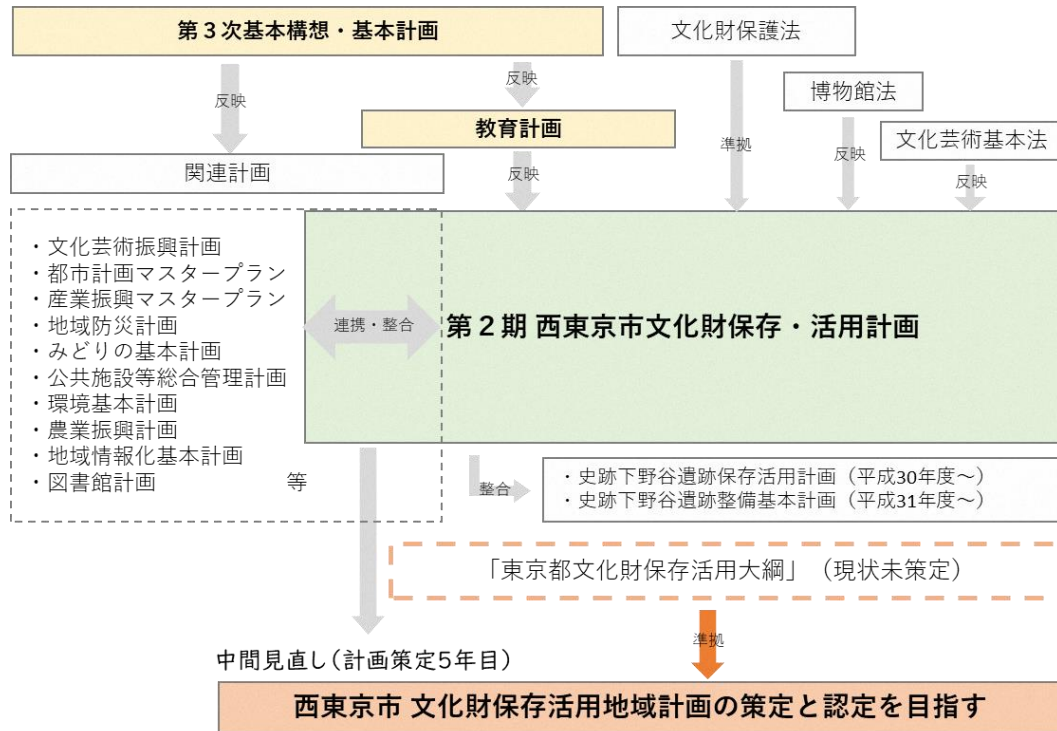 第３次基本構想・基本計画
文化財保護法
反映
反映
博物館法
教育計画
準拠
文化芸術基本法
関連計画
反映
反映
反映
・文化芸術振興計画
・都市計画マスタープラン
・産業振興マスタープラン
・地域防災計画
・みどりの基本計画
・公共施設等総合管理計画
・環境基本計画
・農業振興計画
・地域情報化基本計画
・図書館計画 等
連携・整合
第２期 西東京市文化財保存・活用計画
整合
・史跡下野谷遺跡保存活用計画（平成30年度～）
・史跡下野谷遺跡整備基本計画（平成31年度～）
「東京都文化財保存活用大綱」（現状未策定）
準拠
中間見直し（計画策定5年目）
西東京市 文化財保存活用地域計画の策定と認定を目指す